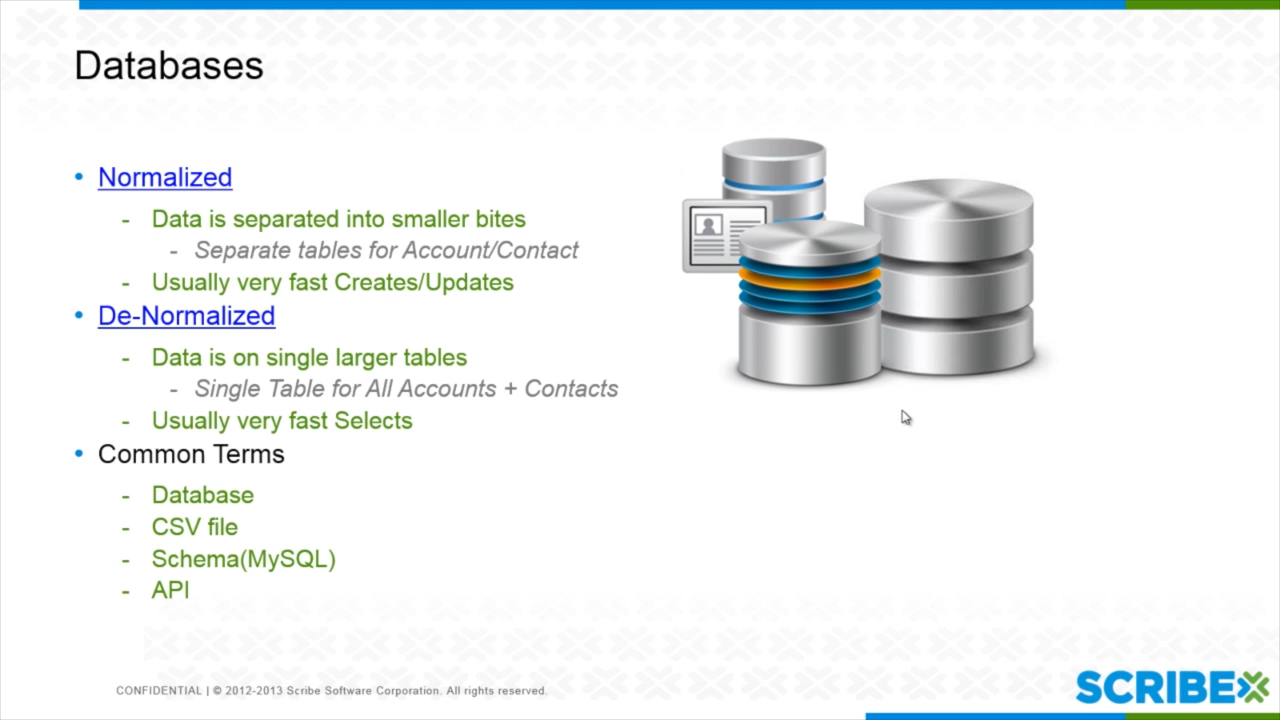 Databases
• Normalized
- Data is separated into smaller bites
- Separate tables for Account/Contact
- Usually very fast Creates/Updates
• De-Normalized
- Data is on single larger tables
- Single Table for All Accounts + Contacts
- Usually very fast Selects
• Common Terms
- Database
- CSV file
- Schema(MySQL)
- API
CONFIDENTIAL | © 2012-2013 Scribe Software Corporation. All rights reserved.
SCRIBE